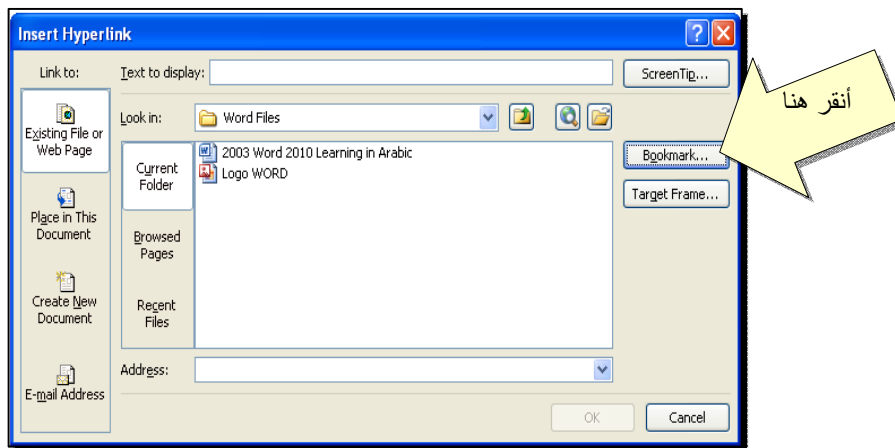 Insert Hyperlink
Link to:
Text to display:
ScreenTip...
أنقر هنا
Existing File or
Web Page
Look in:
Word Files
Current
Folder
2003 Word 2010 Learning in Arabic
Logo WORD
Bookmark...
Target Frame...
Place in This
Document
Browsed
Pages
Create New
Document
Recent
Files
Address:
E-mail Address
OK
Cancel